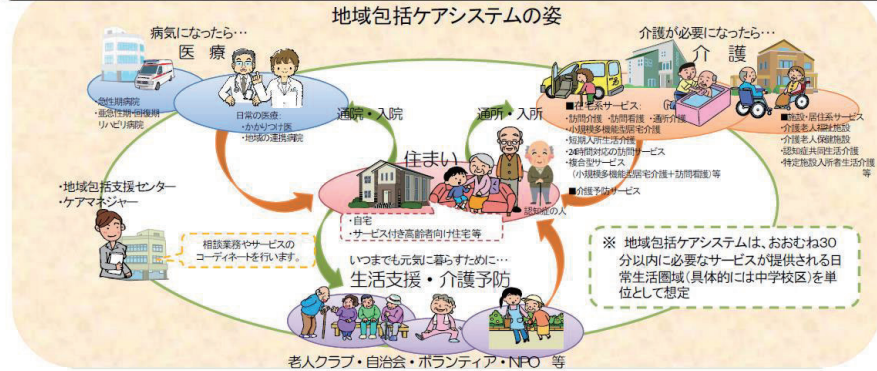 地域包括ケアシステムの姿
病気になったら…
医 療
・急性期病院
・亜急性期・回復期
リハビリ病院
日常の医療:
・かかりつけ医
・地域の連携病院
通院・入院
通所・入所
介護が必要になったら…
介 護
■在宅系サービス:
・訪問介護 ・訪問看護 ・通所介護
・小規模多機能型居宅介護
・短期入所生活介護
・24時間対応の訪問サービス
・複合型サービス
(小規模多機能型居宅介護+訪問看護)等
■介護予防サービス
■施設・居住系サービス
・介護老人福祉施設
・介護老人保健施設
・認知症共同生活介護
・特定施設入所者生活介護
等
住まい
・自宅
・サービス付き高齢者向け住宅等
認知症の人
・地域包括支援センター
・ケアマネジャー
相談業務やサービスの
コーディネートを行います。
いつまでも元気に暮らすために…
生活支援・介護予防
老人クラブ・自治会・ボランティア・NPO 等
※ 地域包括ケアシステムは、おおむね30
分以内に必要なサービスが提供される日
常生活圏域(具体的には中学校区)を単
位として想定